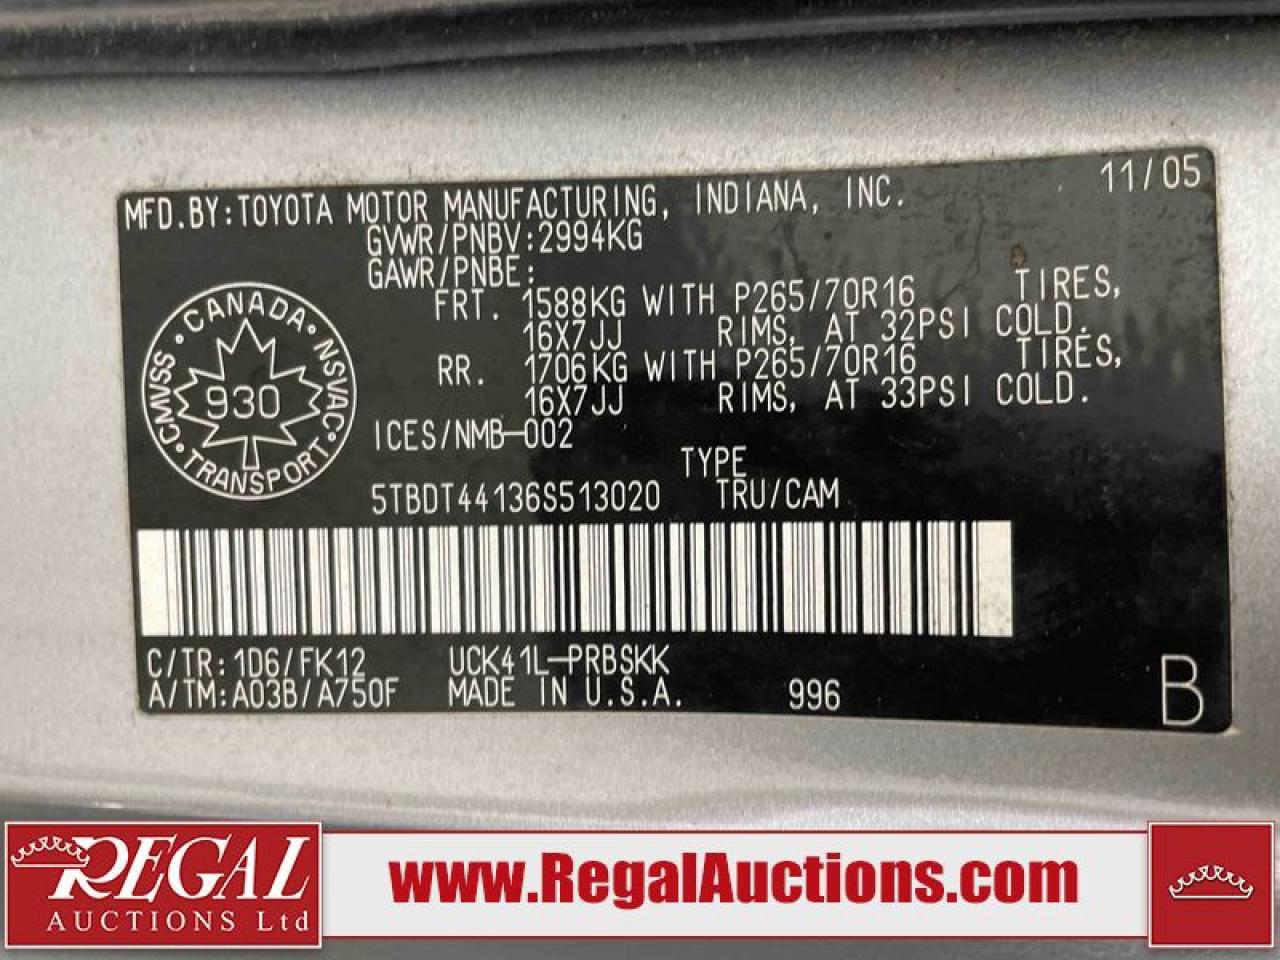 MFD.BY:TOYOTA MOTOR MANUFACTURING, INDIANA, INC. 11/05
GVWR/PNBV:2994KG
GAWR/PNBE:
FRT. 1588KG WITH P265/70R16 TIRES,
16X7JJ RIMS, AT 32PSI COLD.
RR. 1706KG WITH P265/70R16 TIRES,
16X7JJ RIMS, AT 33PSI COLD.
ICES/NMB-002
CANADA • NSVAC • TRANSPORT • CMVSS •
930
TYPE
5TBDT44136S513020 TRU/CAM
C/TR:1D6/FK12 UCK41L-PRBSKK
A/TM:A03B/A750F MADE IN U.S.A. 996
B
REGAL
AUCTIONS Ltd
www.RegalAuctions.com